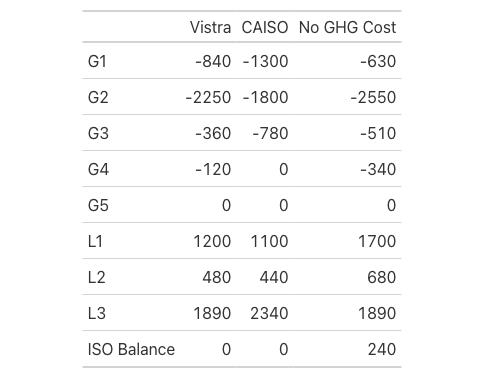 Vistra CAISO No GHG Cost
G1 -840 -1300 -630
G2 -2250 -1800 -2550
G3 -360 -780 -510
G4 -120 0 -340
G5 0 0 0
L1 1200 1100 1700
L2 480 440 680
L3 1890 2340 1890
ISO Balance 0 0 240